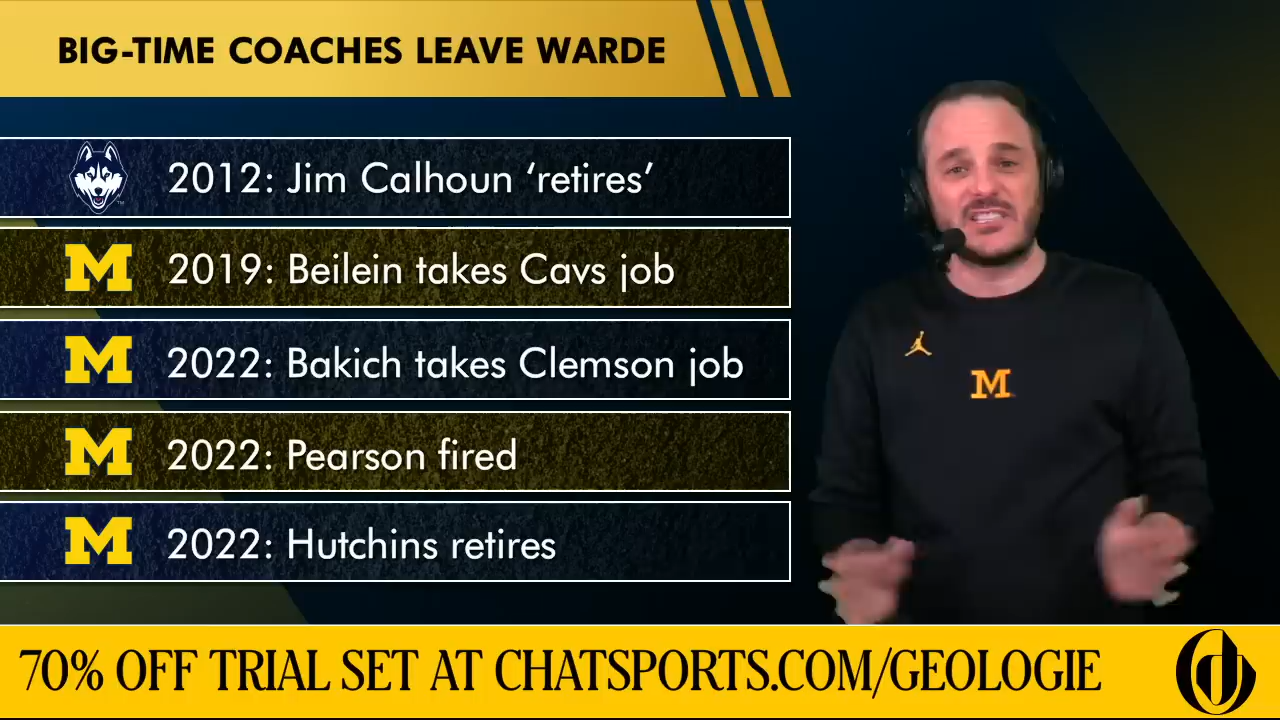 BIG-TIME COACHES LEAVE WARDE
2012: Jim Calhoun ‘retires’
M 2019: Beilein takes Cavs job
M 2022: Bakich takes Clemson job
M 2022: Pearson fired
M 2022: Hutchins retires
M
70% OFF TRIAL SET AT CHATSPORTS.COM/GEOLOGIE